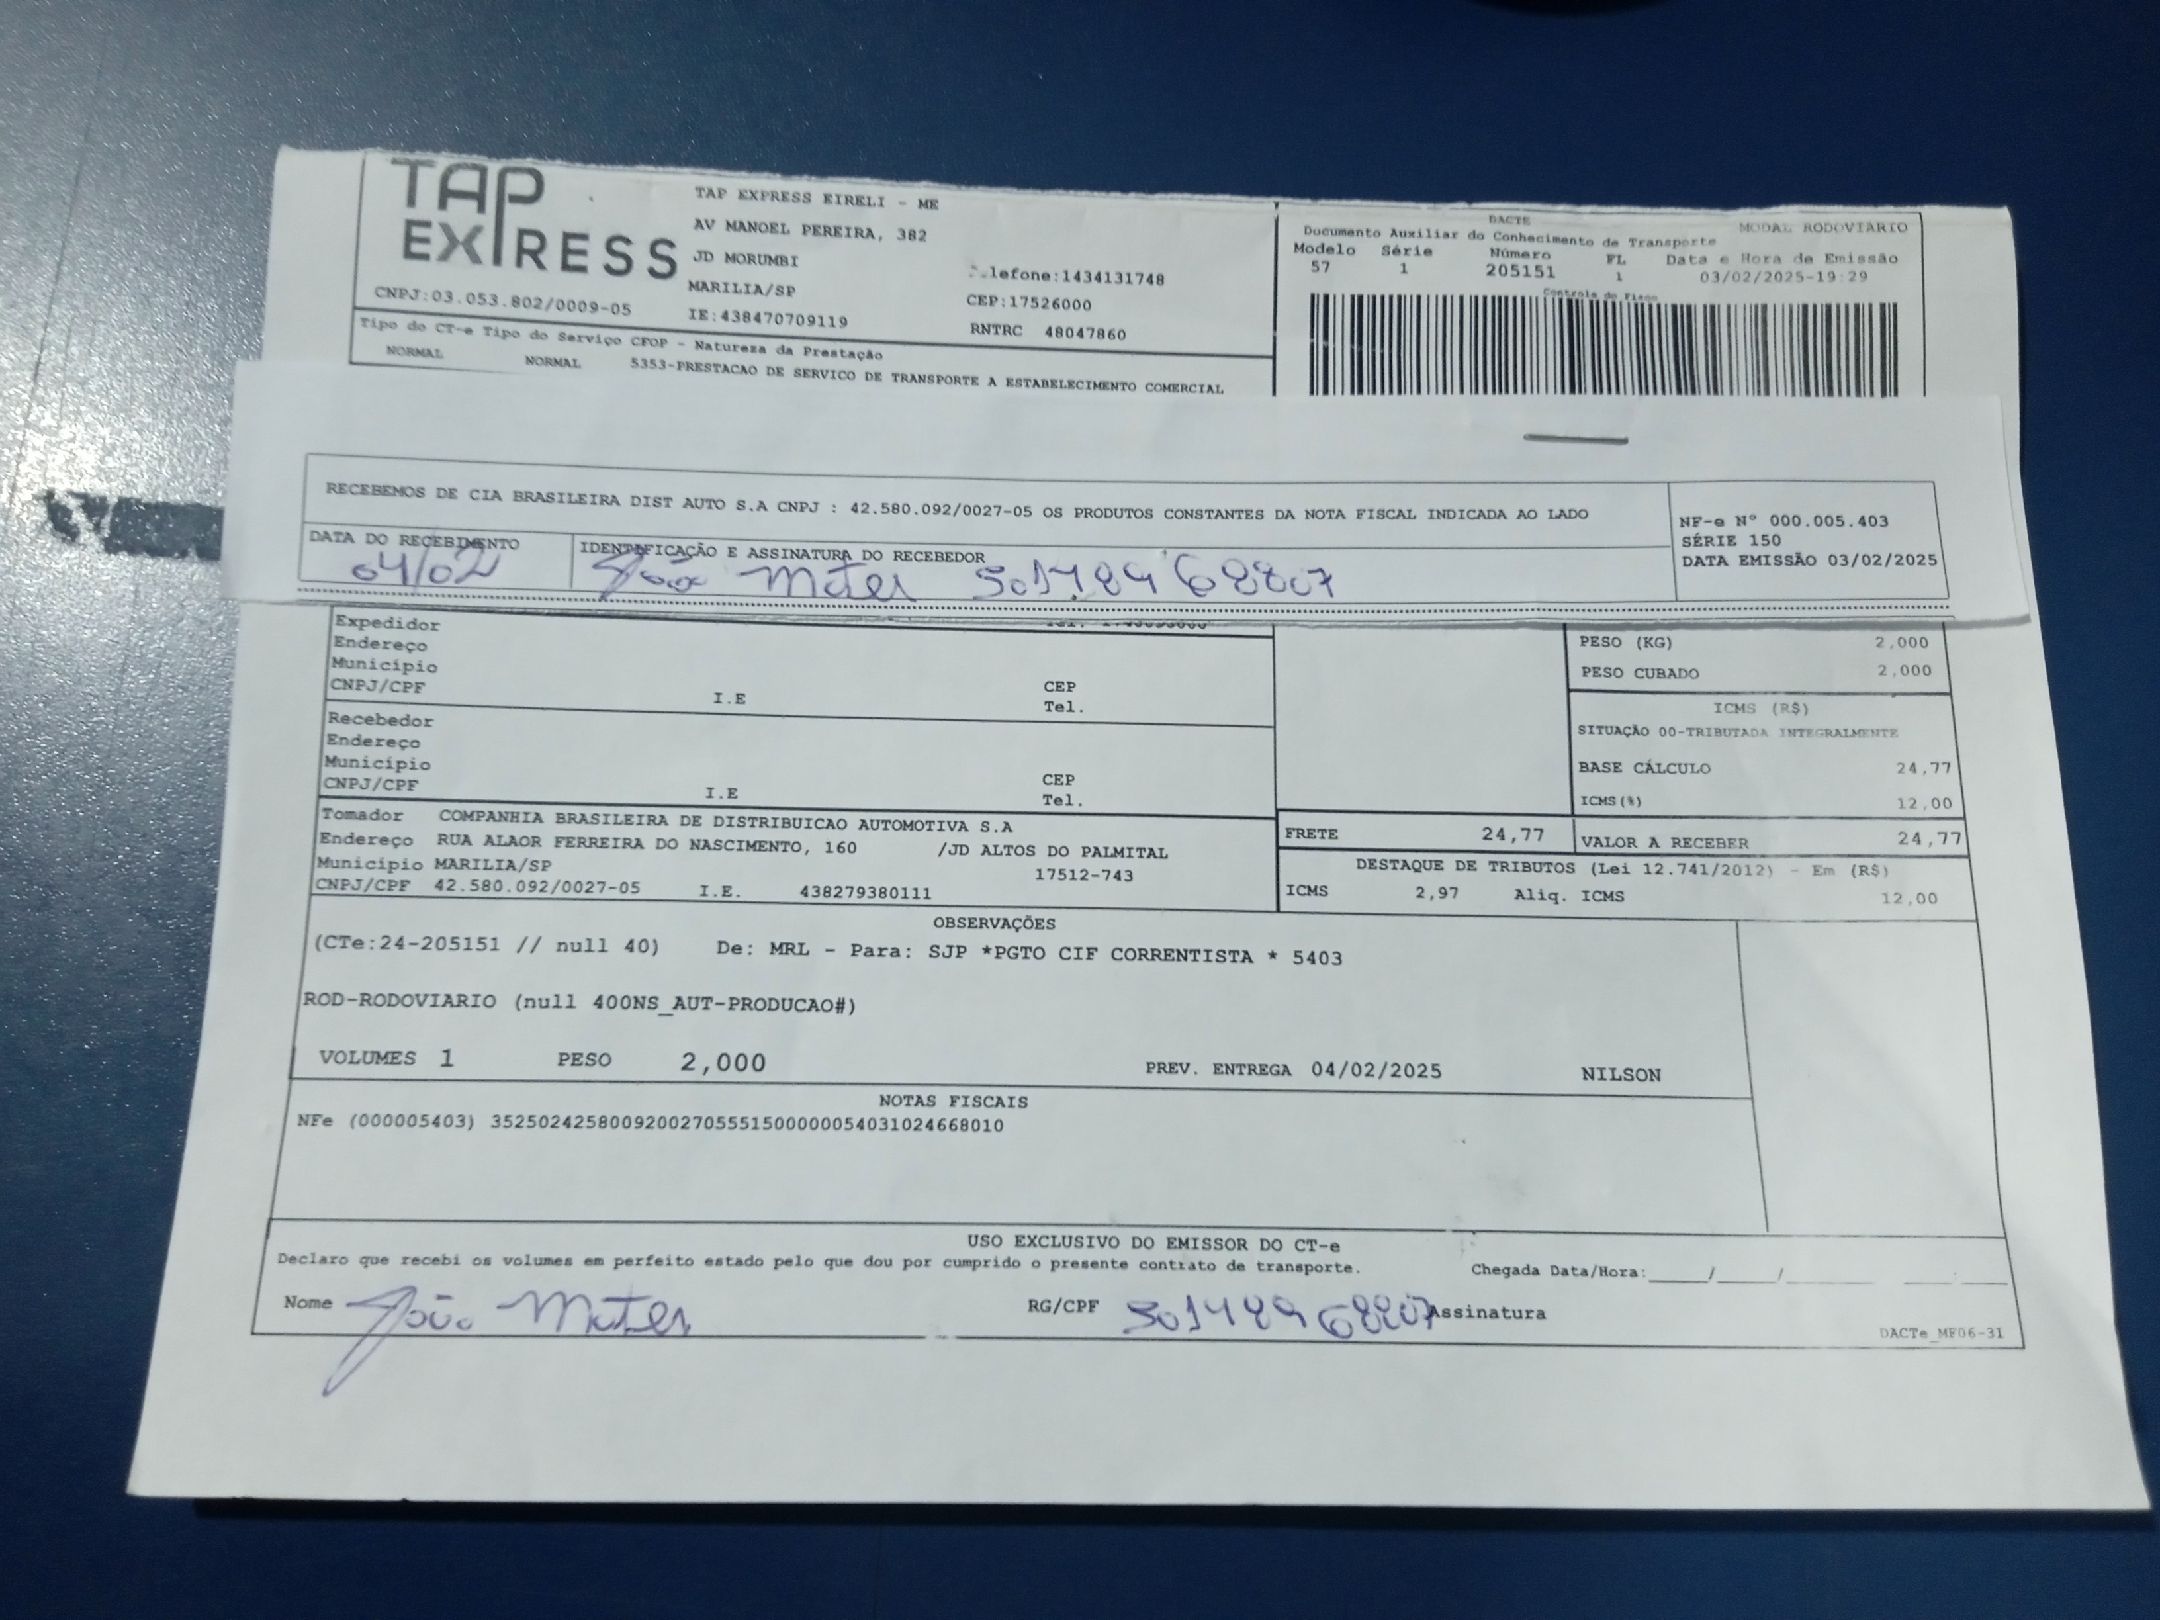 TAP
EXPRESS
TAP EXPRESS EIRELI - ME
AV MANOEL PEREIRA, 382
JD MORUMBI
MARILIA/SP
IE:438470709119
CNPJ:03.053.802/0009-05
lefone:1434131748
CEP:17526000
RNTRC 48047860
DACTE
MODAL RODOVIARIO
Documento Auxiliar do Conhecimento de Transporte
Modelo Série Número FL Data e Hora de Emissão
57 1 205151 1 03/02/2025-19:29
Controle do Fisco
Tipo do CT-e Tipo do Serviço CFOP - Natureza da Prestação
NORMAL NORMAL 5353-PRESTACAO DE SERVICO DE TRANSPORTE A ESTABELECIMENTO COMERCIAL
RECEBEMOS DE CIA BRASILEIRA DIST AUTO S.A CNPJ : 42.580.092/0027-05 OS PRODUTOS CONSTANTES DA NOTA FISCAL INDICADA AO LADO
NF-e Nº 000.005.403
SÉRIE 150
DATA EMISSÃO 03/02/2025
DATA DO RECEBIMENTO
04/02
IDENTIFICAÇÃO E ASSINATURA DO RECEBEDOR
João 50148968807
Expedidor
Endereço
Município
CNPJ/CPF I.E CEP
Tel.
Recebedor
Endereço
Município
CNPJ/CPF I.E CEP
Tel.
PESO (KG) 2,000
PESO CUBADO 2,000
ICMS (R$)
SITUAÇÃO 00-TRIBUTADA INTEGRALMENTE
BASE CÁLCULO 24,77
ICMS(%) 12,00
Tomador COMPANHIA BRASILEIRA DE DISTRIBUICAO AUTOMOTIVA S.A
Endereço RUA ALAOR FERREIRA DO NASCIMENTO, 160 /JD ALTOS DO PALMITAL
Município MARILIA/SP 17512-743
CNPJ/CPF 42.580.092/0027-05 I.E. 438279380111
FRETE 24,77 VALOR A RECEBER 24,77
DESTAQUE DE TRIBUTOS (Lei 12.741/2012) - Em (R$)
ICMS 2,97 Aliq. ICMS 12,00
OBSERVAÇÕES
(CTe:24-205151 // null 40) De: MRL - Para: SJP *PGTO CIF CORRENTISTA * 5403
ROD-RODOVIARIO (null 400NS_AUT-PRODUCAO#)
VOLUMES 1 PESO 2,000 PREV. ENTREGA 04/02/2025 NILSON
NOTAS FISCAIS
NFe (000005403) 35250242580092002705551500000054031024668010
USO EXCLUSIVO DO EMISSOR DO CT-e
Declaro que recebi os volumes em perfeito estado pelo que dou por cumprido o presente contrato de transporte.
Chegada Data/Hora:_____/_____/_______ ____:____
Nome João RG/CPF 50148968807 Assinatura
DACTe_MF06-31